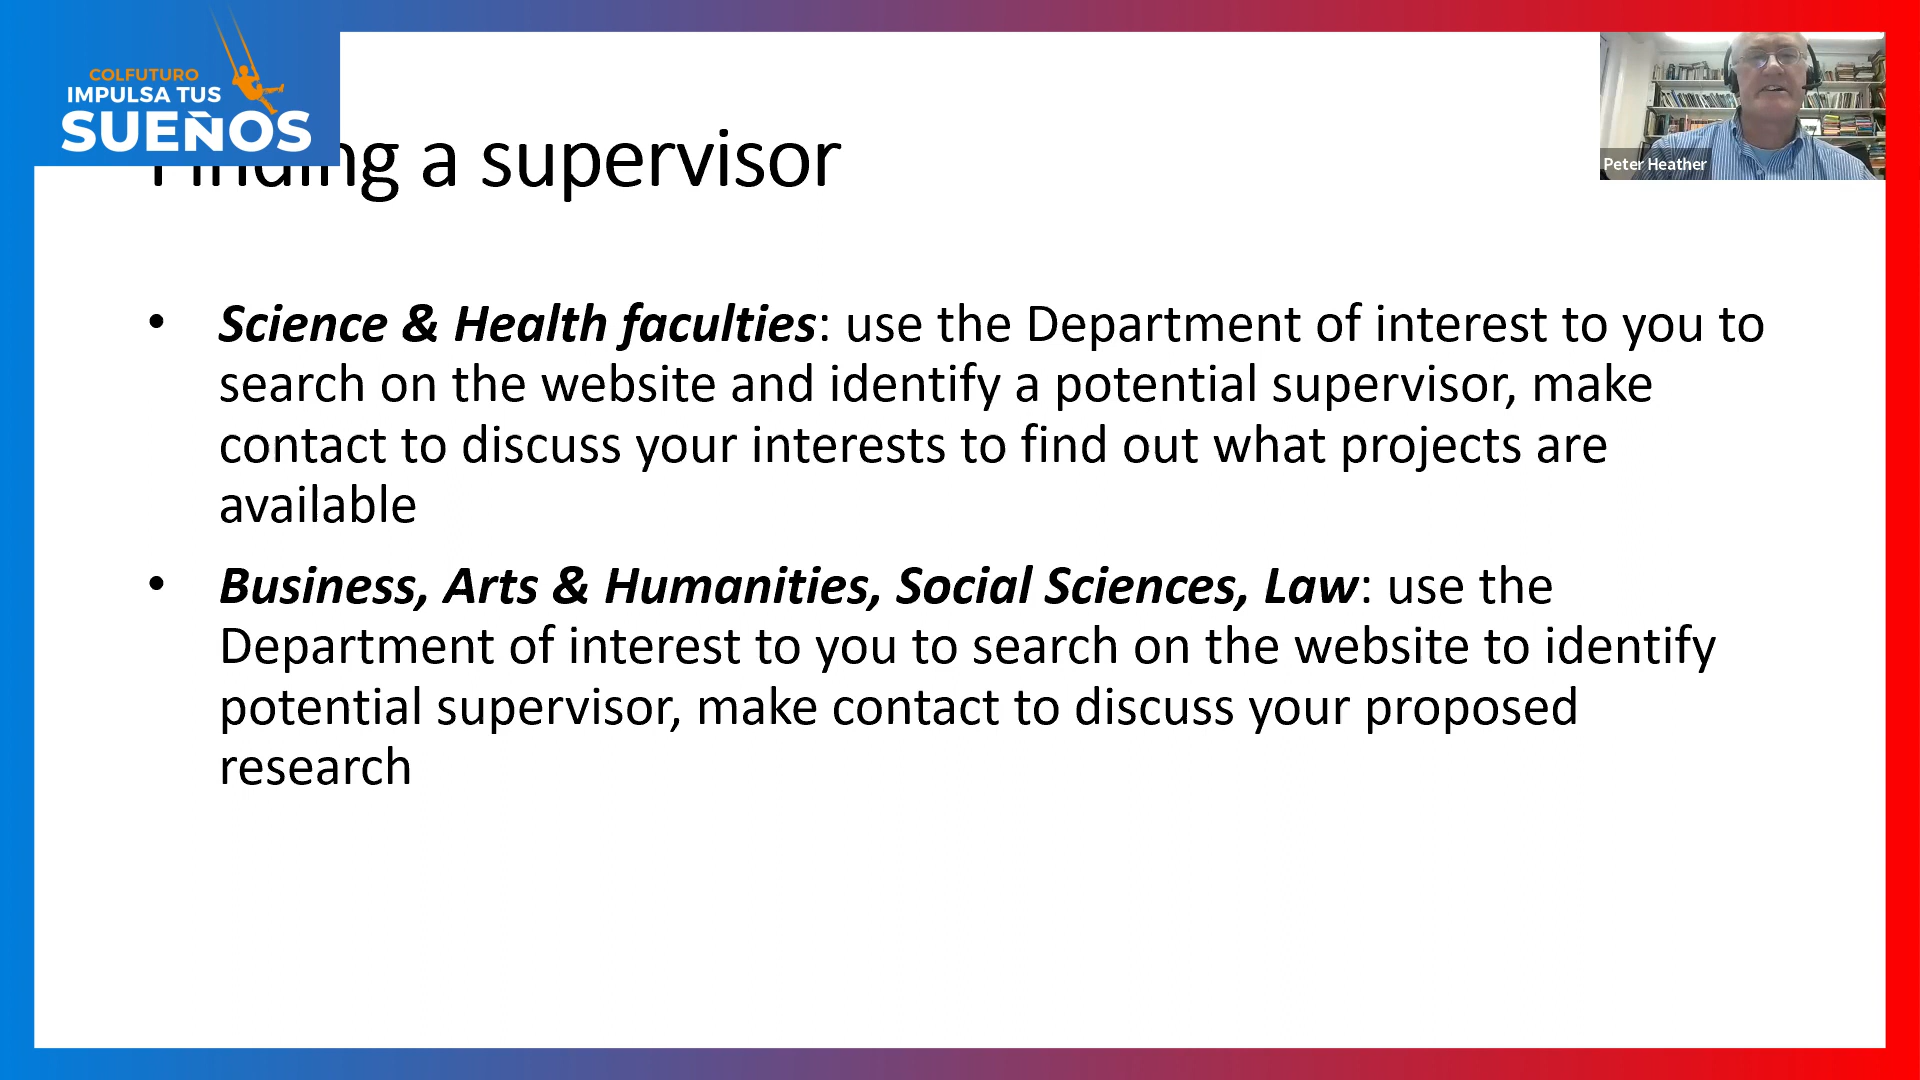 COLFUTURO
IMPULSA TUS
SUEÑOS
Finding a supervisor
Peter Heather
• Science & Health faculties: use the Department of interest to you to
search on the website and identify a potential supervisor, make
contact to discuss your interests to find out what projects are
available
• Business, Arts & Humanities, Social Sciences, Law: use the
Department of interest to you to search on the website to identify
potential supervisor, make contact to discuss your proposed
research